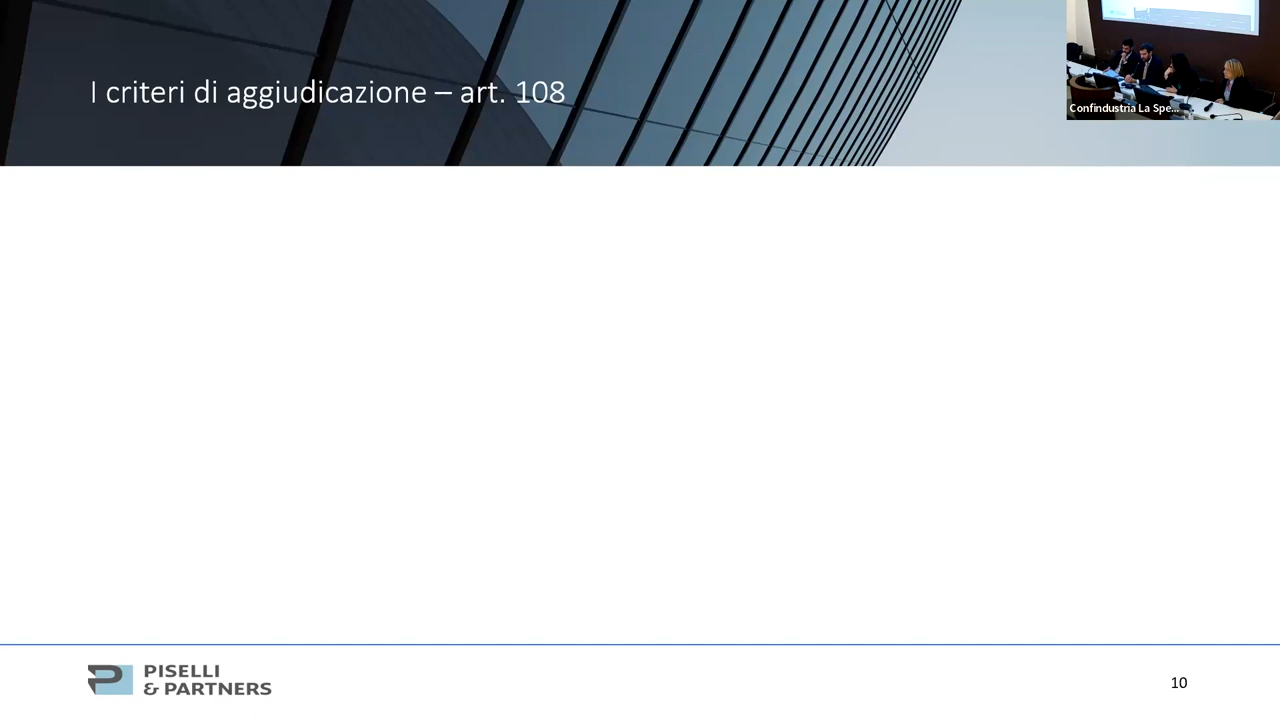 I criteri di aggiudicazione – art. 108
Confindustria La Spe...
PISELLI
& PARTNERS
10